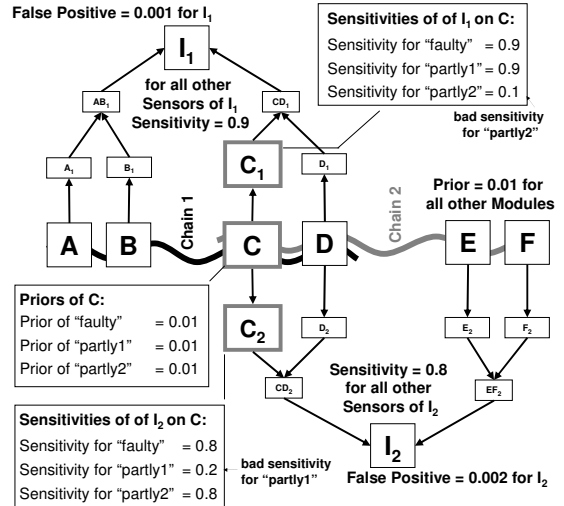 False Positive = 0.001 for I1
I1
for all other
Sensors of I1
Sensitivity = 0.9
Sensitivities of of I1 on C:
Sensitivity for “faulty” = 0.9
Sensitivity for “partly1” = 0.9
Sensitivity for “partly2” = 0.1
bad sensitivity
for “partly2”
AB1
CD1
A1
B1
C1
D1
Chain 1
Chain 2
Prior = 0.01 for
all other Modules
A
B
C
D
E
F
Priors of C:
Prior of “faulty” = 0.01
Prior of “partly1” = 0.01
Prior of “partly2” = 0.01
C2
D2
E2
F2
CD2
EF2
Sensitivity = 0.8
for all other
Sensors of I2
Sensitivities of of I2 on C:
Sensitivity for “faulty” = 0.8
Sensitivity for “partly1” = 0.2
Sensitivity for “partly2” = 0.8
bad sensitivity
for “partly1”
I2
False Positive = 0.002 for I2